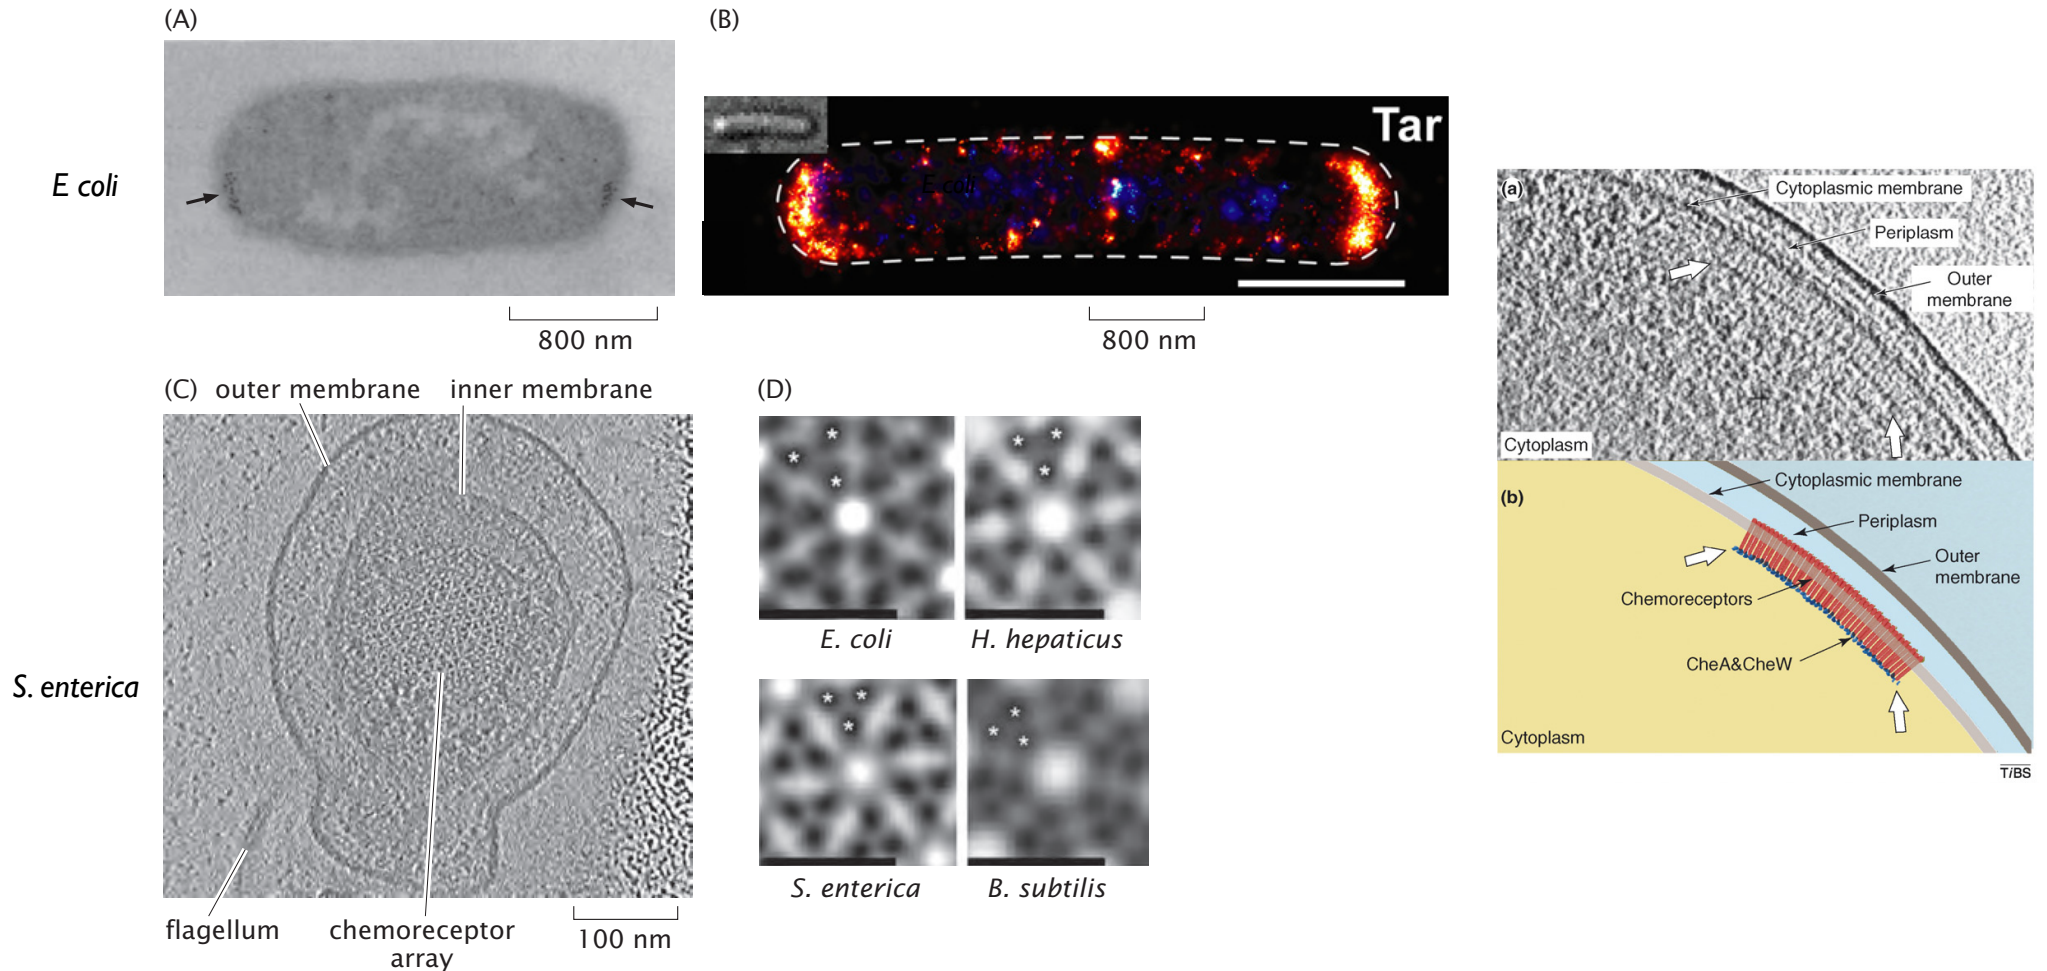 (A)
(B)
E coli
Tar
E coli
800 nm
800 nm
(C)
outer membrane
inner membrane
S. enterica
flagellum
chemoreceptor
array
100 nm
(D)
E. coli
H. hepaticus
S. enterica
B. subtilis
(a)
Cytoplasmic membrane
Periplasm
Outer
membrane
Cytoplasm
(b)
Cytoplasmic membrane
Periplasm
Outer
membrane
Chemoreceptors
CheA&CheW
Cytoplasm
TiBS